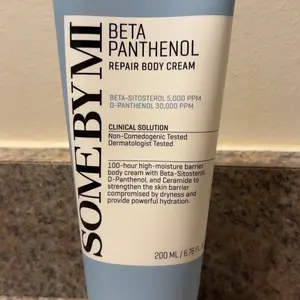 SOME BY MI
BETA
PANTHENOL
REPAIR BODY CREAM
BETA-SITOSTEROL 5,000 PPM
D-PANTHENOL 30,000 PPM
CLINICAL SOLUTION
Non-Comedogenic Tested
Dermatologist Tested
100-hour high-moisture barrier
body cream with Beta-Sitosterol,
D-Panthenol, and Ceramide to
strengthen the skin barrier
compromised by dryness and
provide powerful hydration.
200 ML / 6.76 FL.